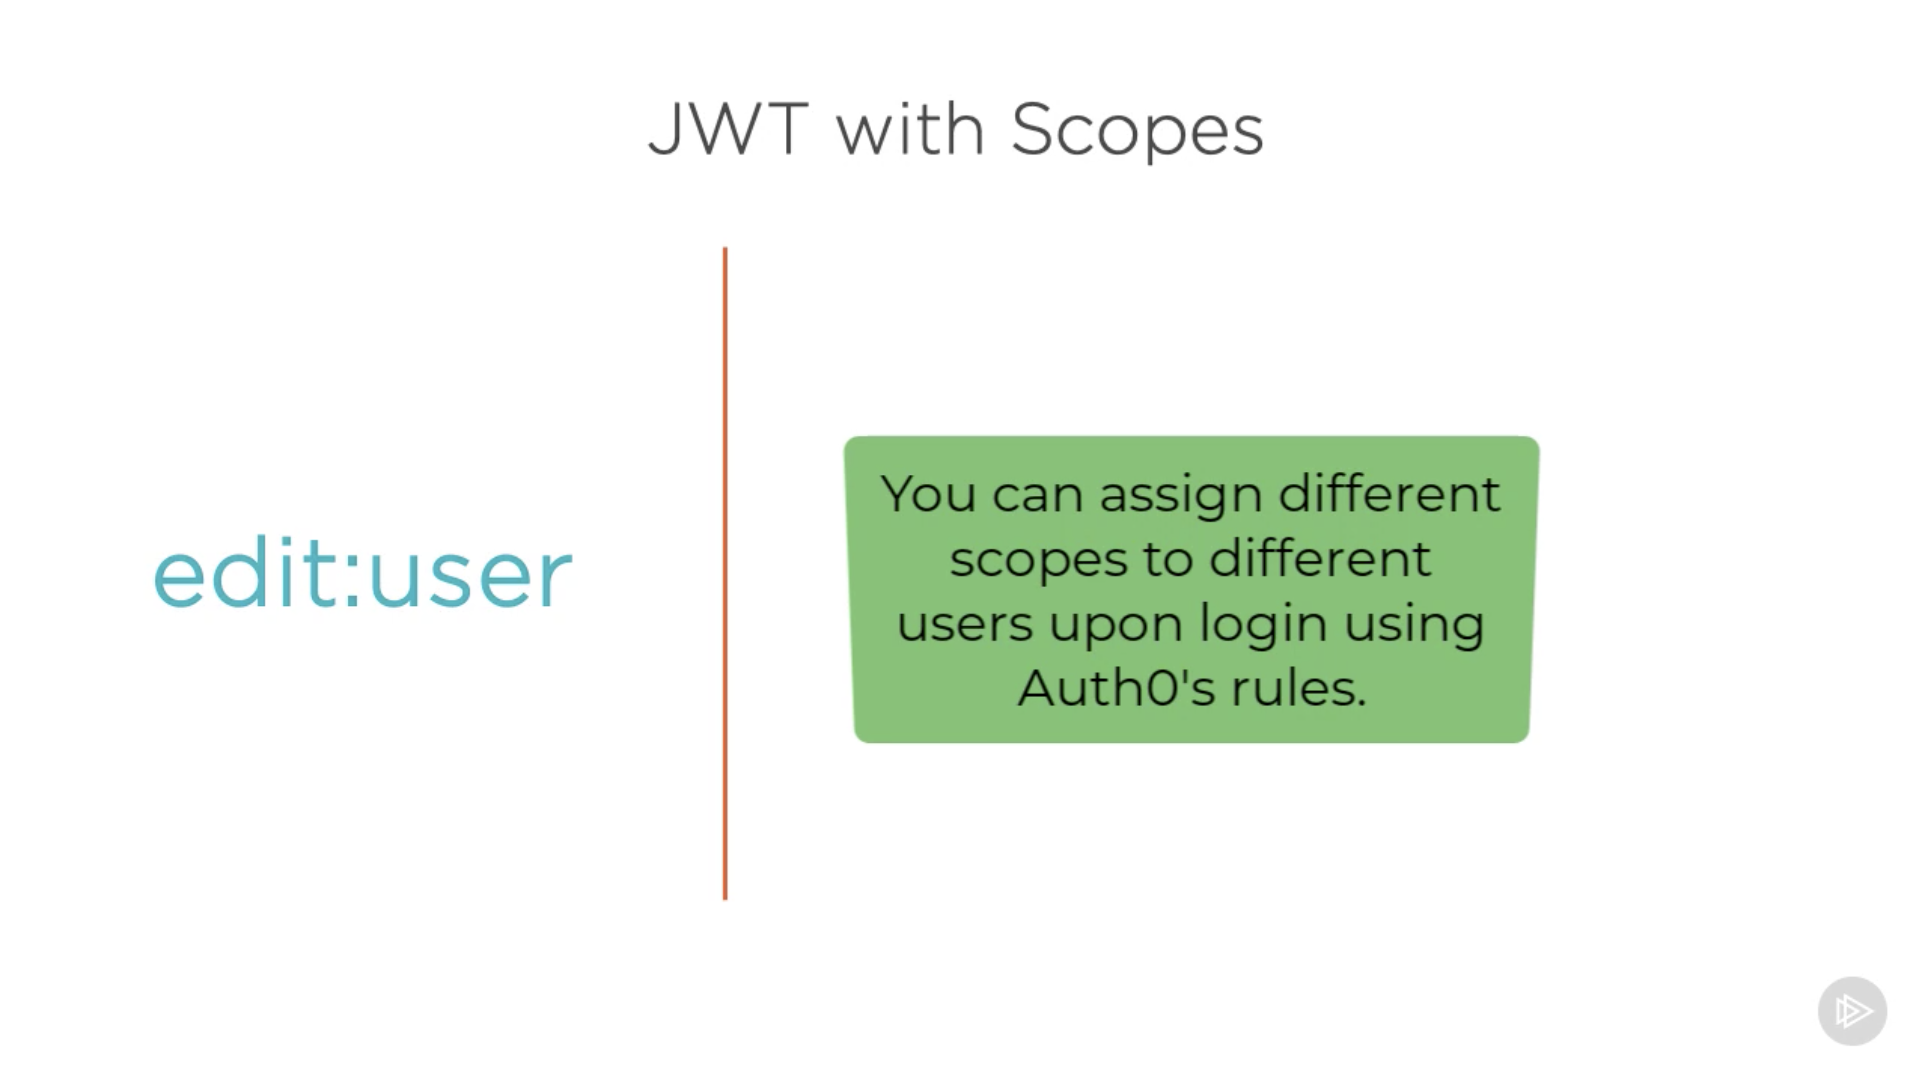 JWT with Scopes
edit:user
You can assign different
scopes to different
users upon login using
Auth0's rules.